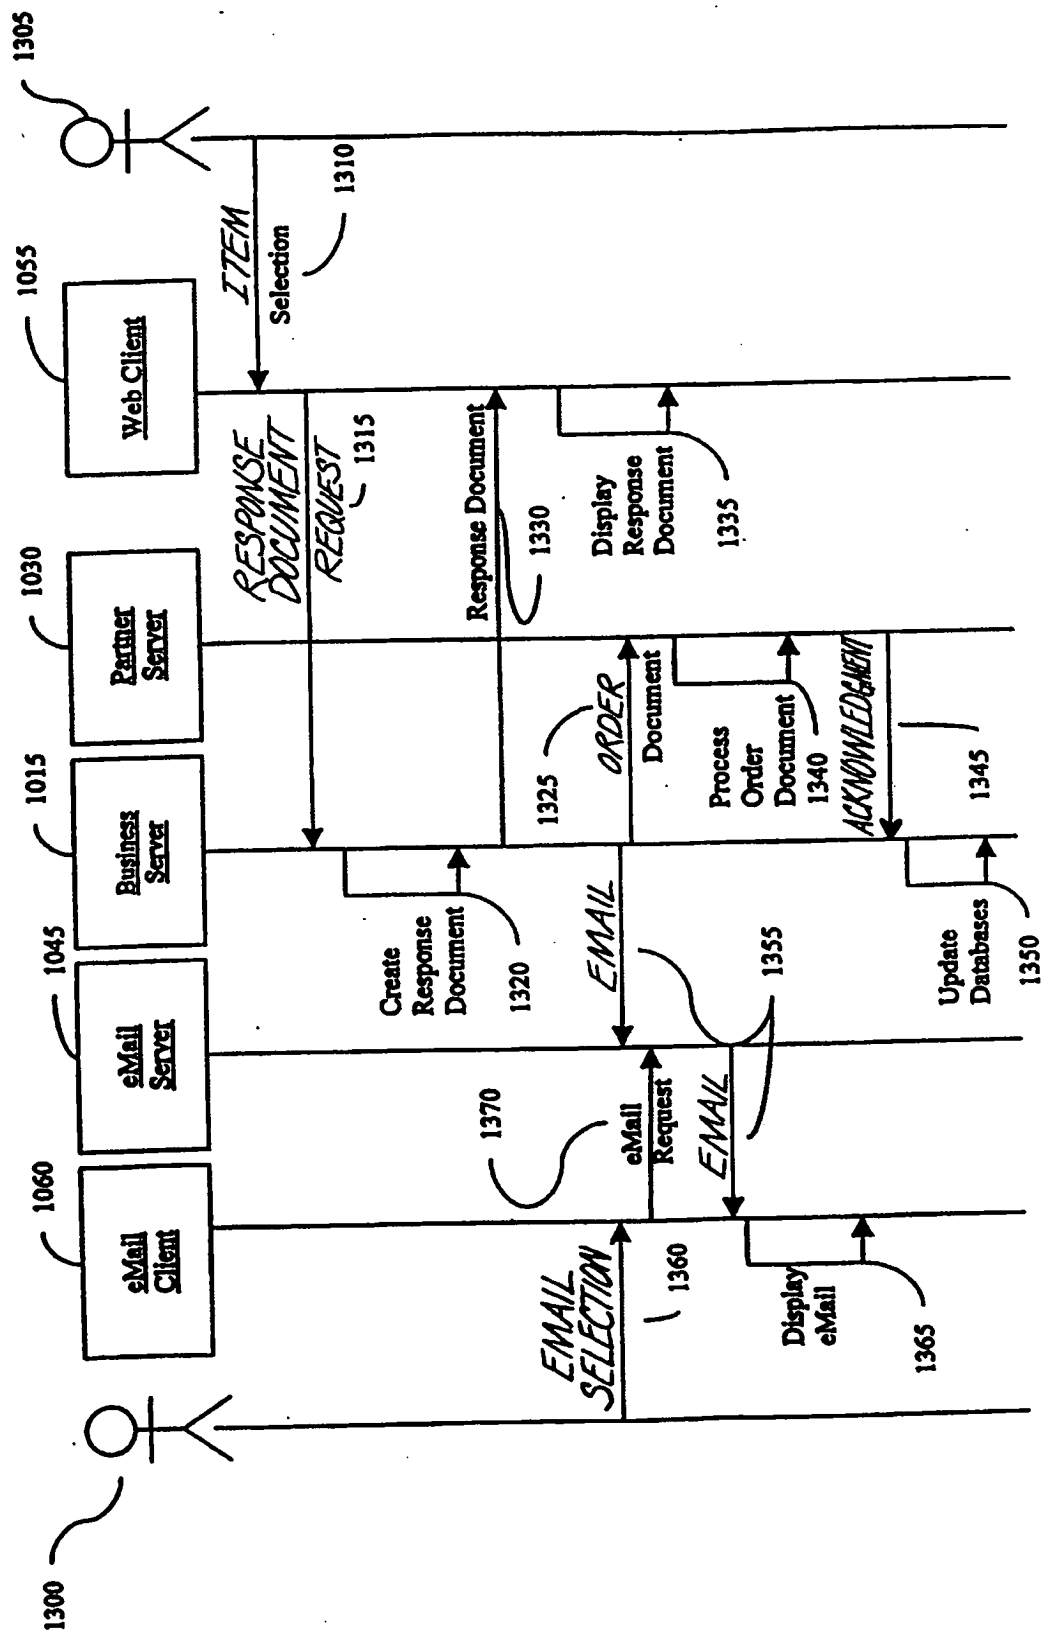 1300
1305
1060
1045
1015
1030
1055
eMail
Client
eMail
Server
Business
Server
Partner
Server
Web Client
ITEM
Selection
1310
RESPONSE
DOCUMENT
REQUEST
1315
Create
Response
Document
1320
Response Document
1330
Display
Response
Document
1335
1325
ORDER
Document
EMAIL
1355
EMAIL
SELECTION
1360
1370
eMail
Request
EMAIL
Process
Order
Document
1340
Display
eMail
1365
ACKNOWLEDGMENT
1345
Update
Databases
1350